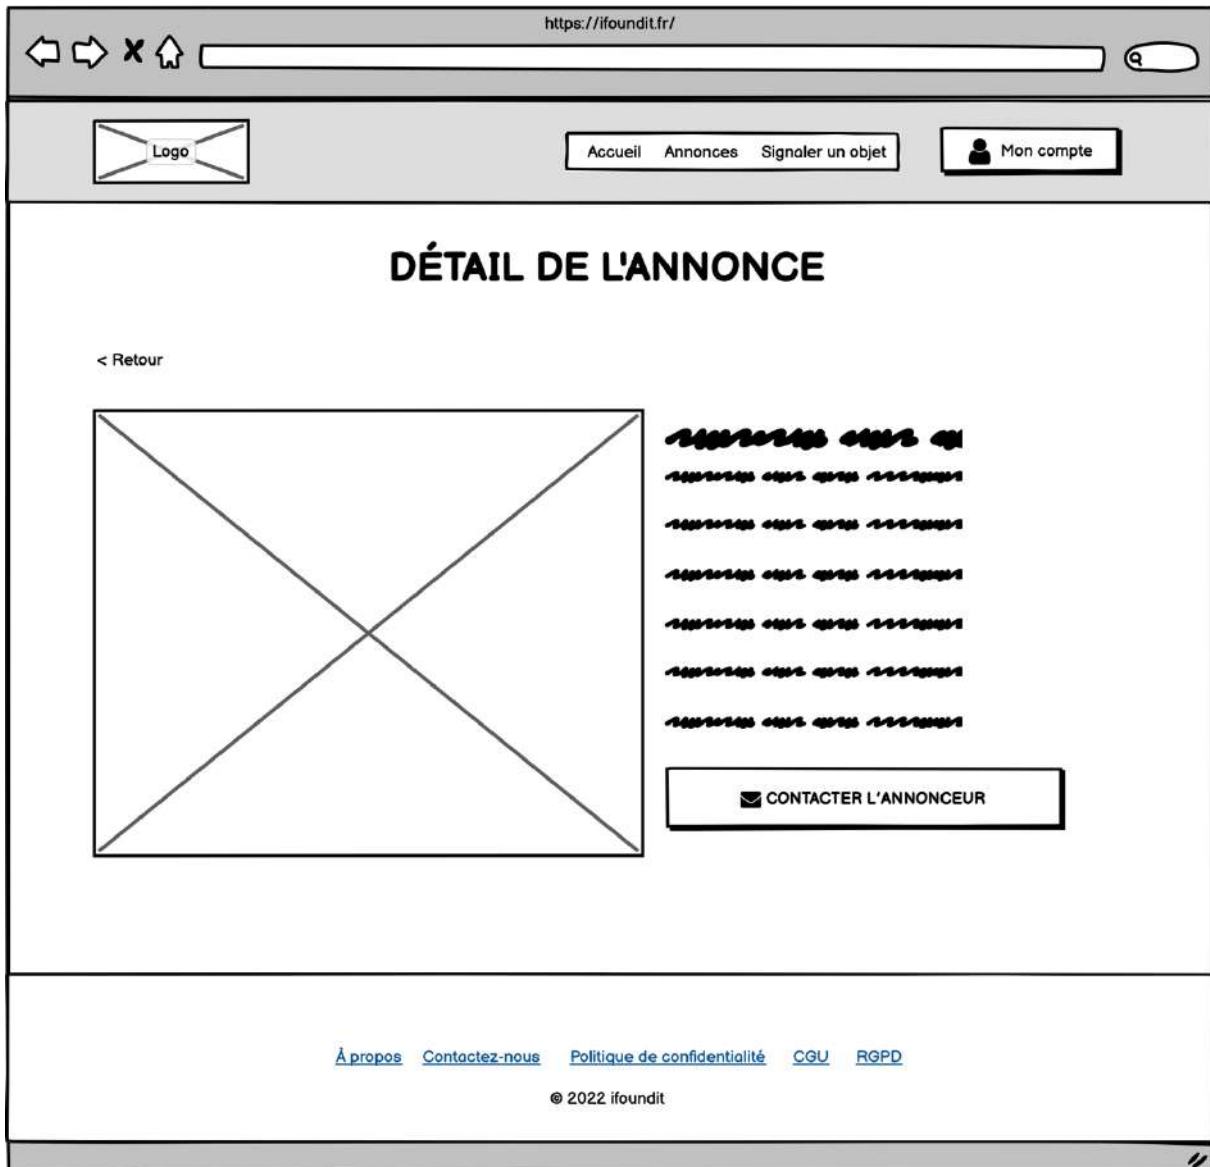 https://ifoundit.fr/
Logo
Accueil Annonces Signaler un objet
Mon compte
DÉTAIL DE L'ANNONCE
< Retour
CONTACTER L'ANNONCEUR
À propos Contactez-nous Politique de confidentialité CGU RGPD
© 2022 ifoundit